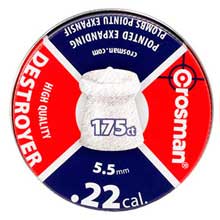 PLOMBS POINTU EXPANSIF
POINTED EXPANDING
crosman.com
DESTROYER
HIGH QUALITY
Crosman®
175ct
5.5mm
.22 cal.